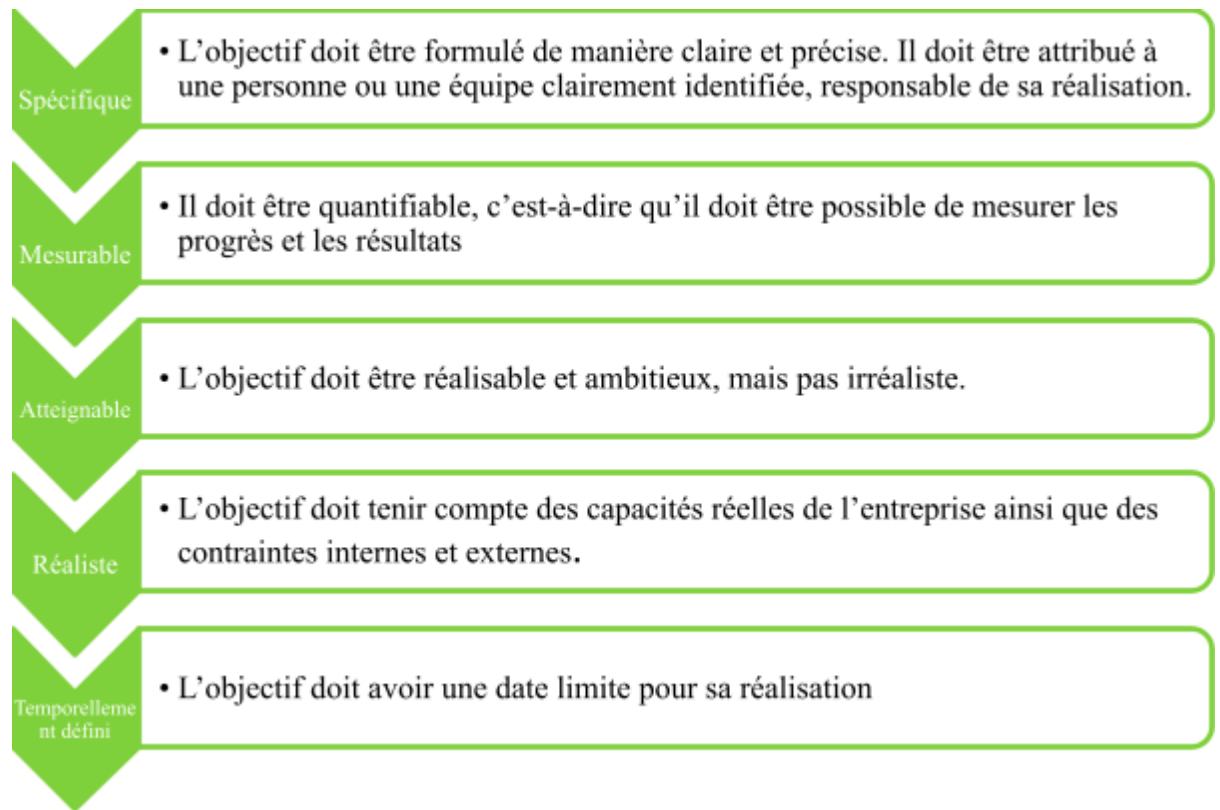 Spécifique
• L’objectif doit être formulé de manière claire et précise. Il doit être attribué à
une personne ou une équipe clairement identifiée, responsable de sa réalisation.
Mesurable
• Il doit être quantifiable, c’est-à-dire qu’il doit être possible de mesurer les
progrès et les résultats
Atteignable
• L’objectif doit être réalisable et ambitieux, mais pas irréaliste.
Réaliste
• L’objectif doit tenir compte des capacités réelles de l’entreprise ainsi que des
contraintes internes et externes.
Temporelleme
nt défini
• L’objectif doit avoir une date limite pour sa réalisation